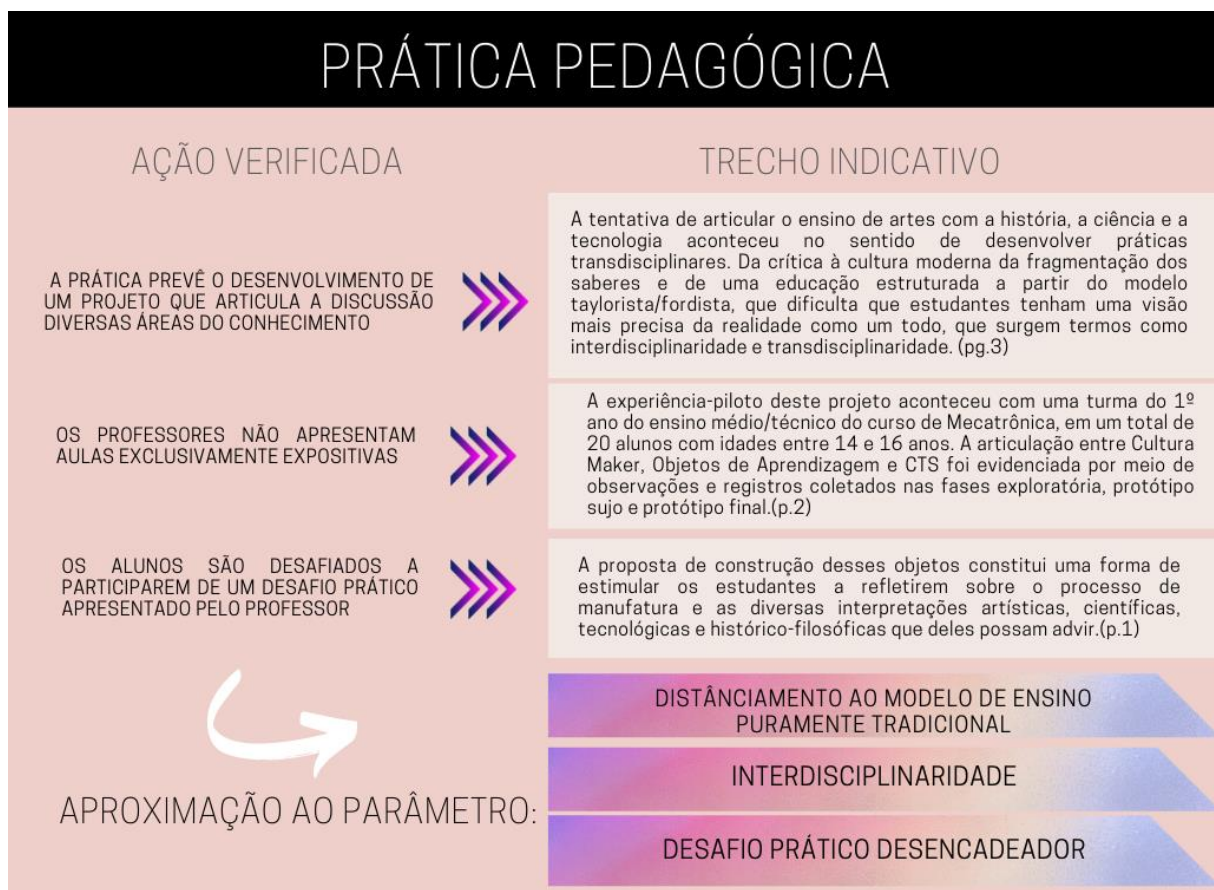 PRÁTICA PEDAGÓGICA
AÇÃO VERIFICADA
TRECHO INDICATIVO
A PRÁTICA PREVÊ O DESENVOLVIMENTO DE
UM PROJETO QUE ARTICULA A DISCUSSÃO
DIVERSAS ÁREAS DO CONHECIMENTO
A tentativa de articular o ensino de artes com a história, a ciência e a
tecnologia aconteceu no sentido de desenvolver práticas
transdisciplinares. Da crítica à cultura moderna da fragmentação dos
saberes e de uma educação estruturada a partir do modelo
taylorista/fordista, que dificulta que estudantes tenham uma visão
mais precisa da realidade como um todo, que surgem termos como
interdisciplinaridade e transdisciplinaridade. (pg.3)
OS PROFESSORES NÃO APRESENTAM
AULAS EXCLUSIVAMENTE EXPOSITIVAS
A experiência-piloto deste projeto aconteceu com uma turma do 1º
ano do ensino médio/técnico do curso de Mecatrônica, em um total de
20 alunos com idades entre 14 e 16 anos. A articulação entre Cultura
Maker, Objetos de Aprendizagem e CTS foi evidenciada por meio de
observações e registros coletados nas fases exploratória, protótipo
sujo e protótipo final.(p.2)
OS ALUNOS SÃO DESAFIADOS A
PARTICIPAREM DE UM DESAFIO PRÁTICO
APRESENTADO PELO PROFESSOR
A proposta de construção desses objetos constitui uma forma de
estimular os estudantes a refletirem sobre o processo de
manufatura e as diversas interpretações artísticas, científicas,
tecnológicas e histórico-filosóficas que deles possam advir.(p.1)
APROXIMAÇÃO AO PARÂMETRO:
DISTÂNCIAMENTO AO MODELO DE ENSINO
PURAMENTE TRADICIONAL
INTERDISCIPLINARIDADE
DESAFIO PRÁTICO DESENCADEADOR